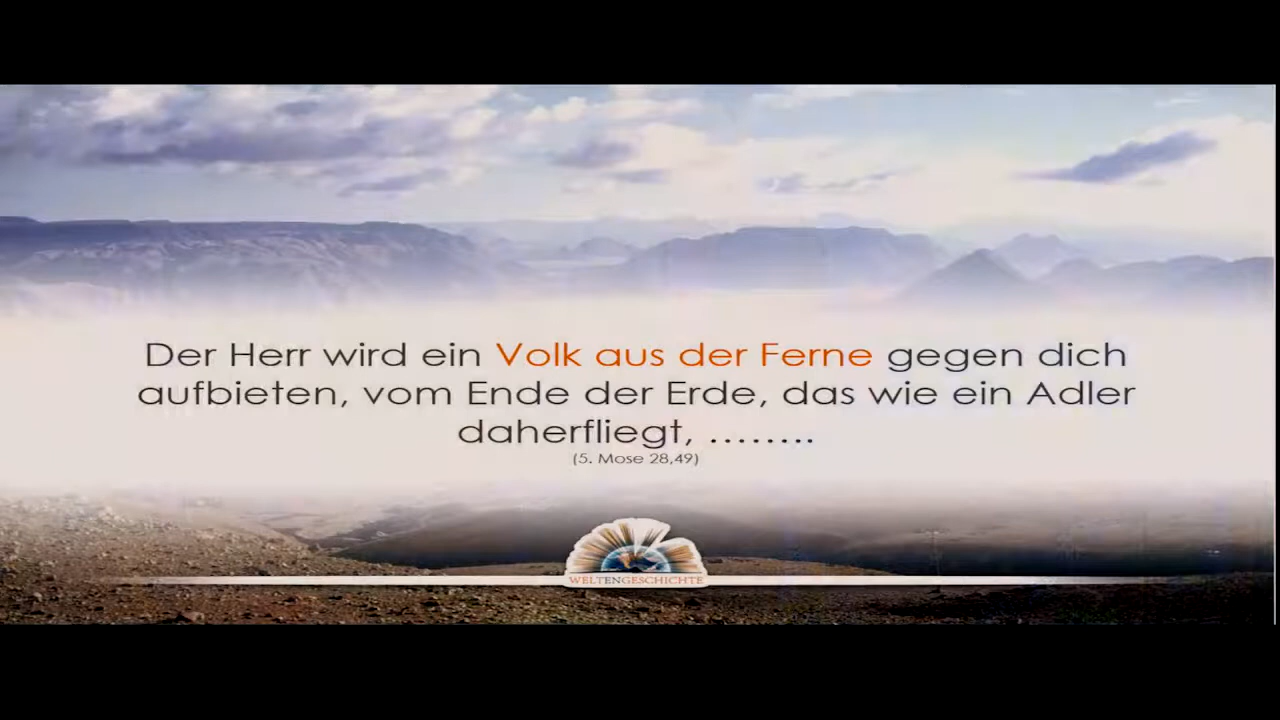 Der Herr wird ein Volk aus der Ferne gegen dich
aufbieten, vom Ende der Erde, das wie ein Adler
daherfliegt, ........
(5. Mose 28,49)
WELTENGESCHICHTE